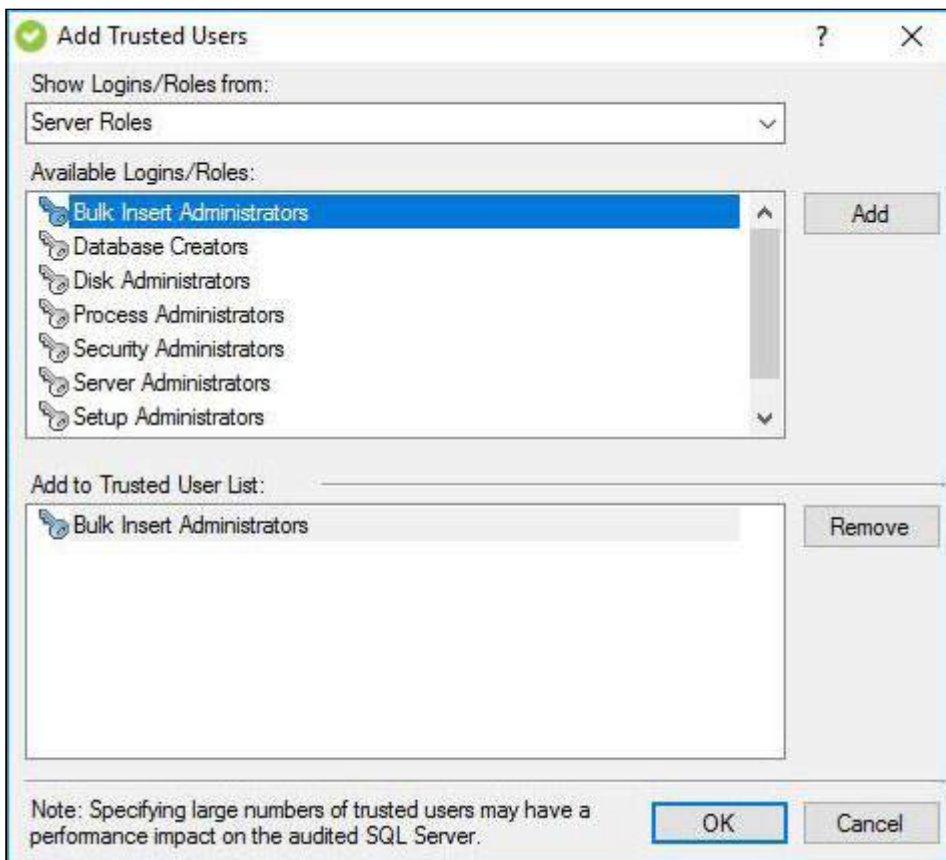 Add Trusted Users
?
Show Logins/Roles from:
Server Roles
Available Logins/Roles:
Bulk Insert Administrators
Add
Database Creators
Disk Administrators
Process Administrators
Security Administrators
Server Administrators
Setup Administrators
Add to Trusted User List:
Bulk Insert Administrators
Remove
Note: Specifying large numbers of trusted users may have a
performance impact on the audited SQL Server.
OK
Cancel